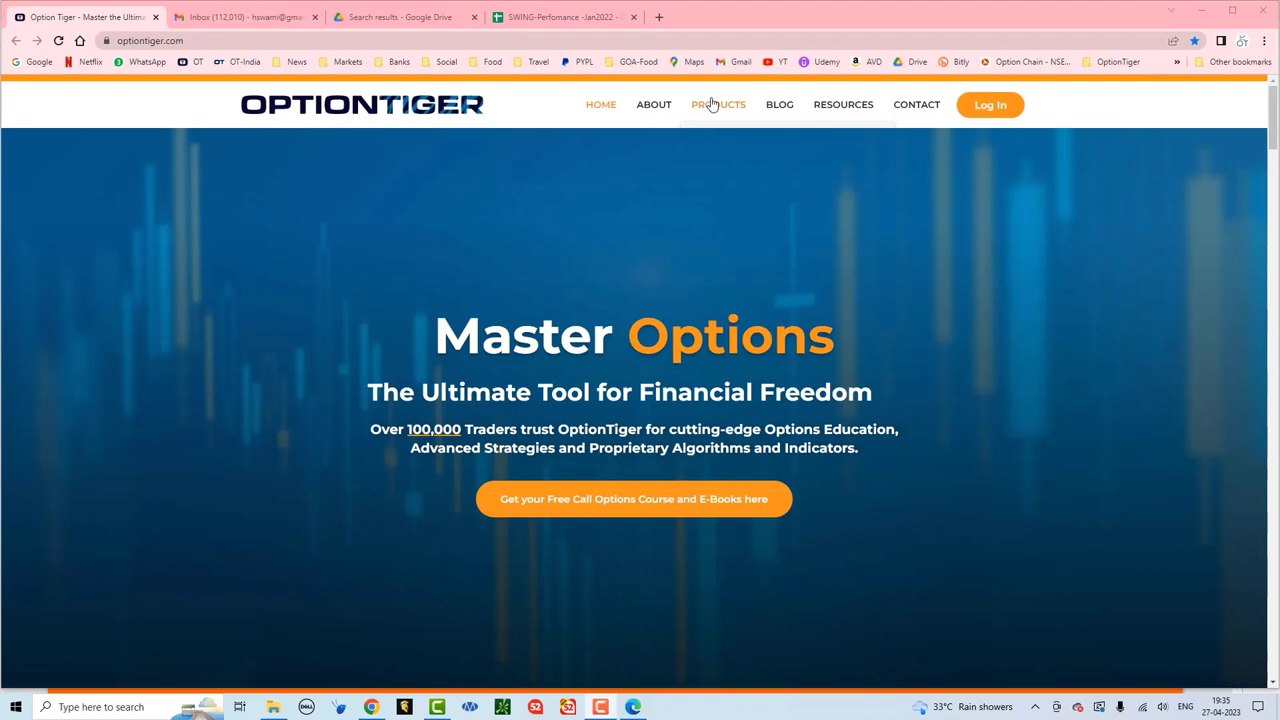 Option Tiger - Master the Ultima
Inbox (112,010) - hswami@gma
Search results - Google Drive
SWING-Perfomance -Jan2022 - G
optiontiger.com
Google Netflix WhatsApp OT OT-India News Markets Banks Social Food Travel PYPL GOA-Food Maps Gmail YT Udemy AVD Drive Bitly Option Chain - NSE... OptionTiger » Other bookmarks
OPTIONTIGER
HOME ABOUT PRODUCTS BLOG RESOURCES CONTACT Log In
Master Options
The Ultimate Tool for Financial Freedom
Over 100,000 Traders trust OptionTiger for cutting-edge Options Education,
Advanced Strategies and Proprietary Algorithms and Indicators.
Get your Free Call Options Course and E-Books here
Type here to search
33°C Rain showers
ENG
19:35
27-04-2023